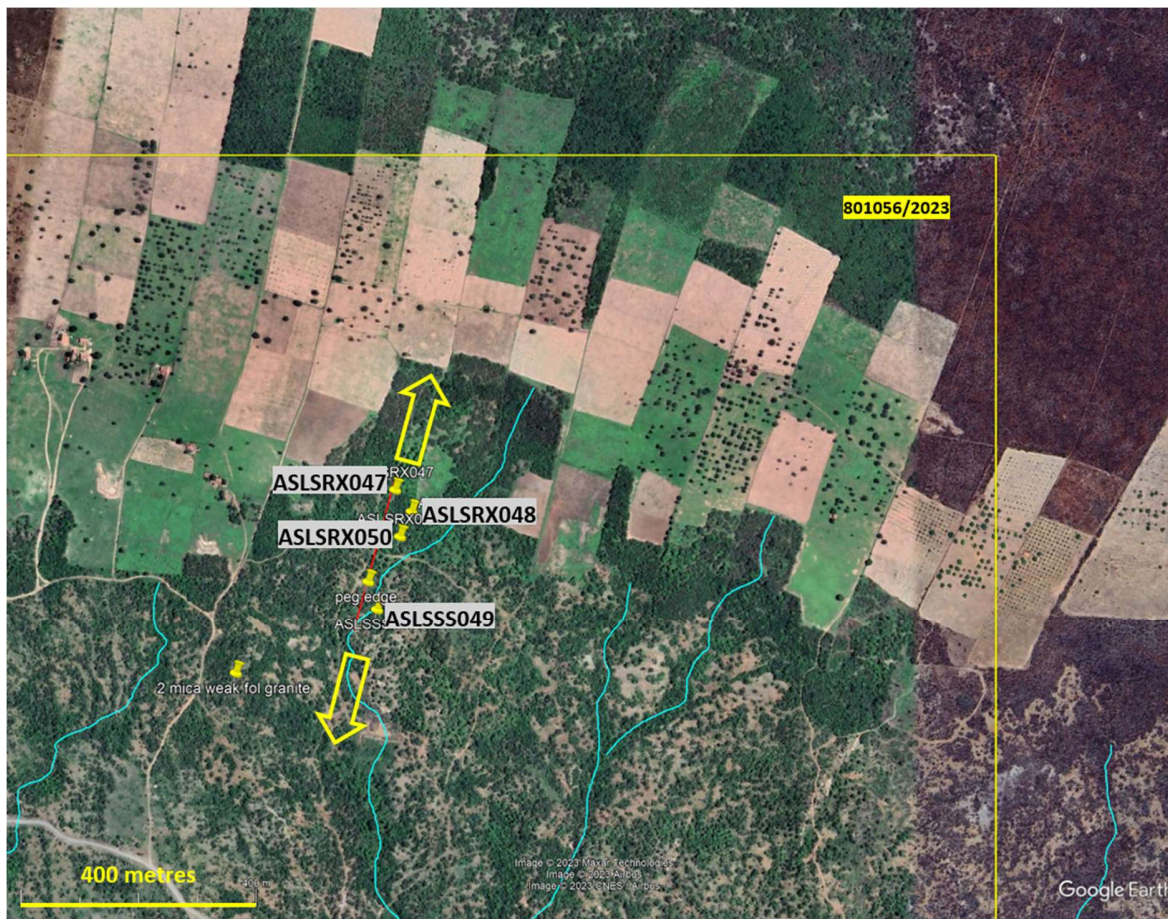 801056/2023
SRX047
ASLSRX047
ASLSRX048
ASLSRX0
ASLSRX050
peg edge
ASLSSS049
ASLSS
2 mica weak fol granite
400 metres
400 m
Image © 2023 Maxar Technologies
Image © 2023 Airbus
Image © 2023 CNES / Airbus
Google Earth